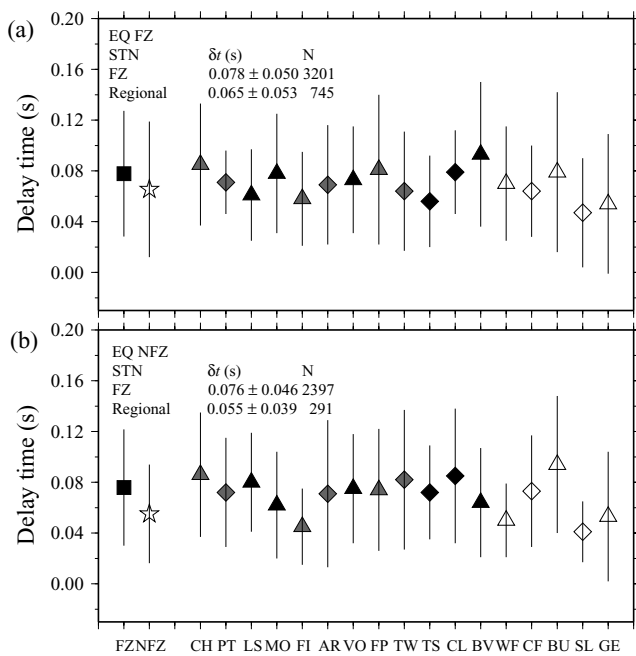 (a)
0.20
0.16
0.12
0.08
0.04
0.00
Delay time (s)
EQ FZ
STN δt (s) N
FZ 0.078 ± 0.050 3201
Regional 0.065 ± 0.053 745
(b)
0.20
0.16
0.12
0.08
0.04
0.00
Delay time (s)
EQ NFZ
STN δt (s) N
FZ 0.076 ± 0.046 2397
Regional 0.055 ± 0.039 291
FZ NFZ CH PT LS MO FI AR VO FP TW TS CL BV WF CF BU SL GE